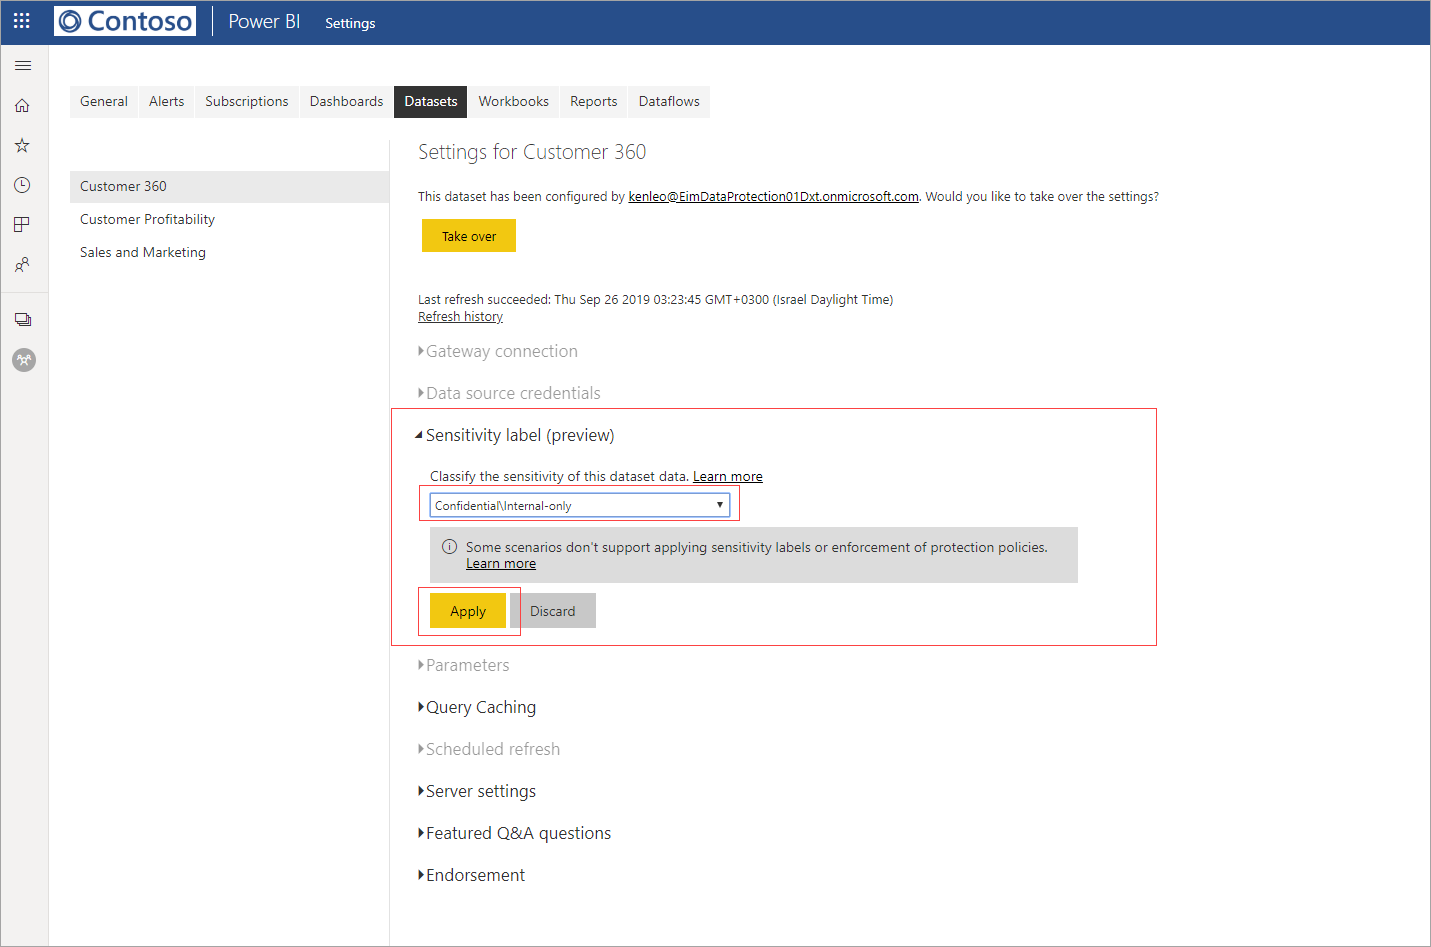 Contoso
Power BI
Settings
General
Alerts
Subscriptions
Dashboards
Datasets
Workbooks
Reports
Dataflows
Customer 360
Customer Profitability
Sales and Marketing
Settings for Customer 360
This dataset has been configured by kenleo@EimDataProtection01Dxt.onmicrosoft.com. Would you like to take over the settings?
Take over
Last refresh succeeded: Thu Sep 26 2019 03:23:45 GMT+0300 (Israel Daylight Time)
Refresh history
Gateway connection
Data source credentials
Sensitivity label (preview)
Classify the sensitivity of this dataset data. Learn more
Confidential\Internal-only
Some scenarios don't support applying sensitivity labels or enforcement of protection policies.
Learn more
Apply
Discard
Parameters
Query Caching
Scheduled refresh
Server settings
Featured Q&A questions
Endorsement